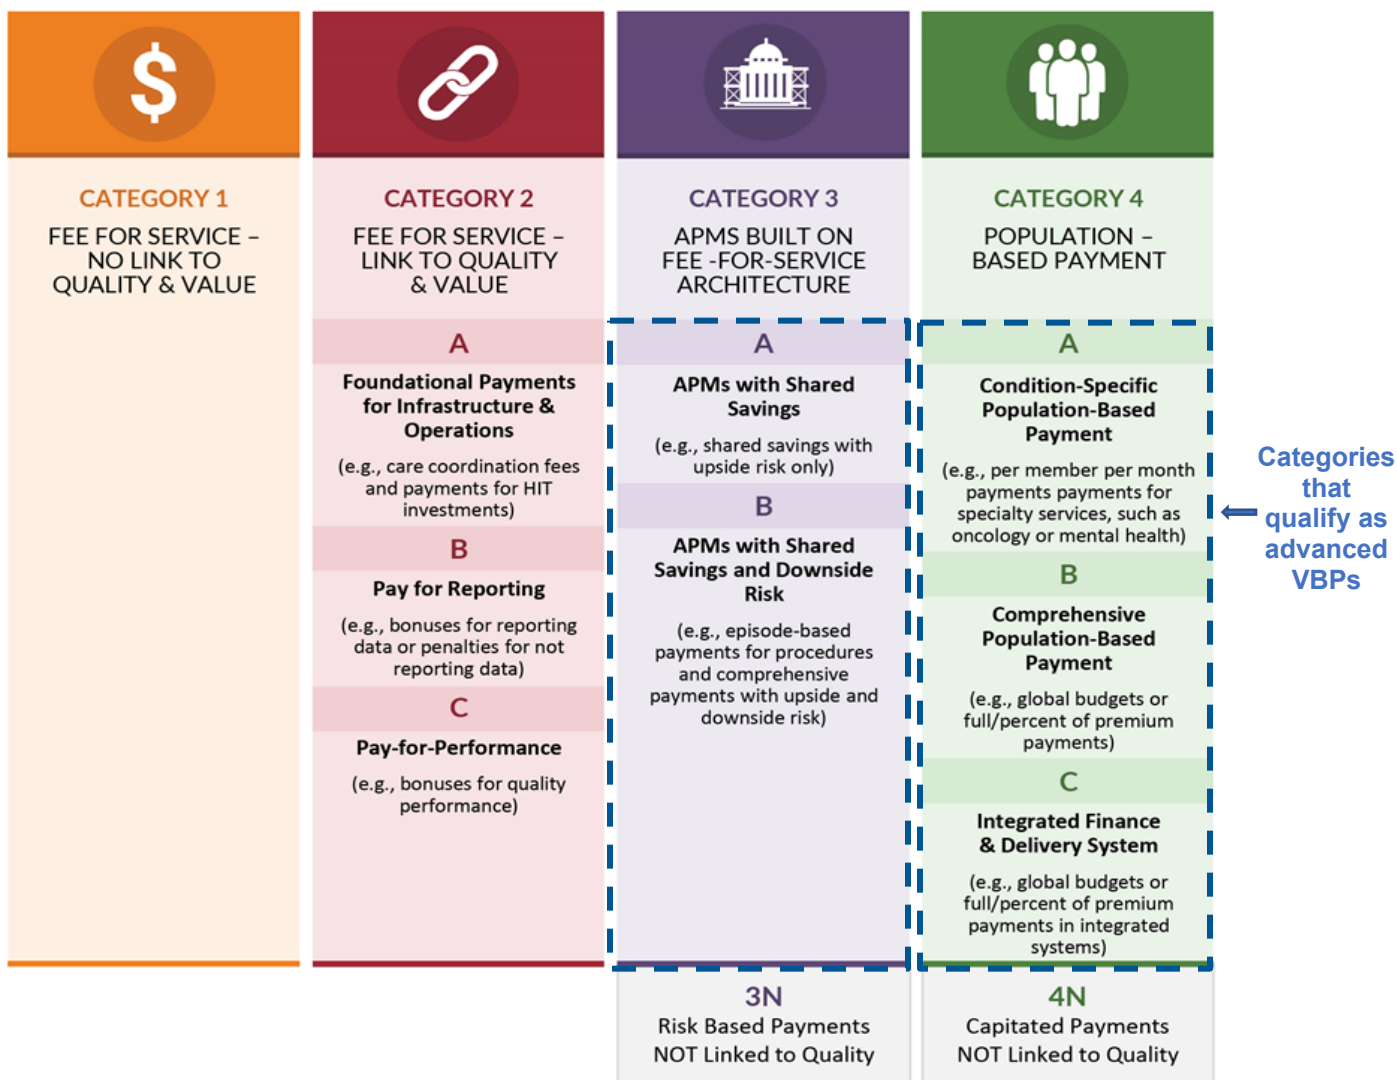 $
CATEGORY 1
FEE FOR SERVICE –
NO LINK TO
QUALITY & VALUE
CATEGORY 2
FEE FOR SERVICE –
LINK TO QUALITY
& VALUE
A
Foundational Payments
for Infrastructure &
Operations
(e.g., care coordination fees
and payments for HIT
investments)
B
Pay for Reporting
(e.g., bonuses for reporting
data or penalties for not
reporting data)
C
Pay-for-Performance
(e.g., bonuses for quality
performance)
CATEGORY 3
APMS BUILT ON
FEE -FOR-SERVICE
ARCHITECTURE
A
APMs with Shared
Savings
(e.g., shared savings with
upside risk only)
B
APMs with Shared
Savings and Downside
Risk
(e.g., episode-based
payments for procedures
and comprehensive
payments with upside and
downside risk)
3N
Risk Based Payments
NOT Linked to Quality
CATEGORY 4
POPULATION –
BASED PAYMENT
A
Condition-Specific
Population-Based
Payment
(e.g., per member per month
payments payments for
specialty services, such as
oncology or mental health)
B
Comprehensive
Population-Based
Payment
(e.g., global budgets or
full/percent of premium
payments)
C
Integrated Finance
& Delivery System
(e.g., global budgets or
full/percent of premium
payments in integrated
systems)
4N
Capitated Payments
NOT Linked to Quality
Categories
that
qualify as
advanced
VBPs